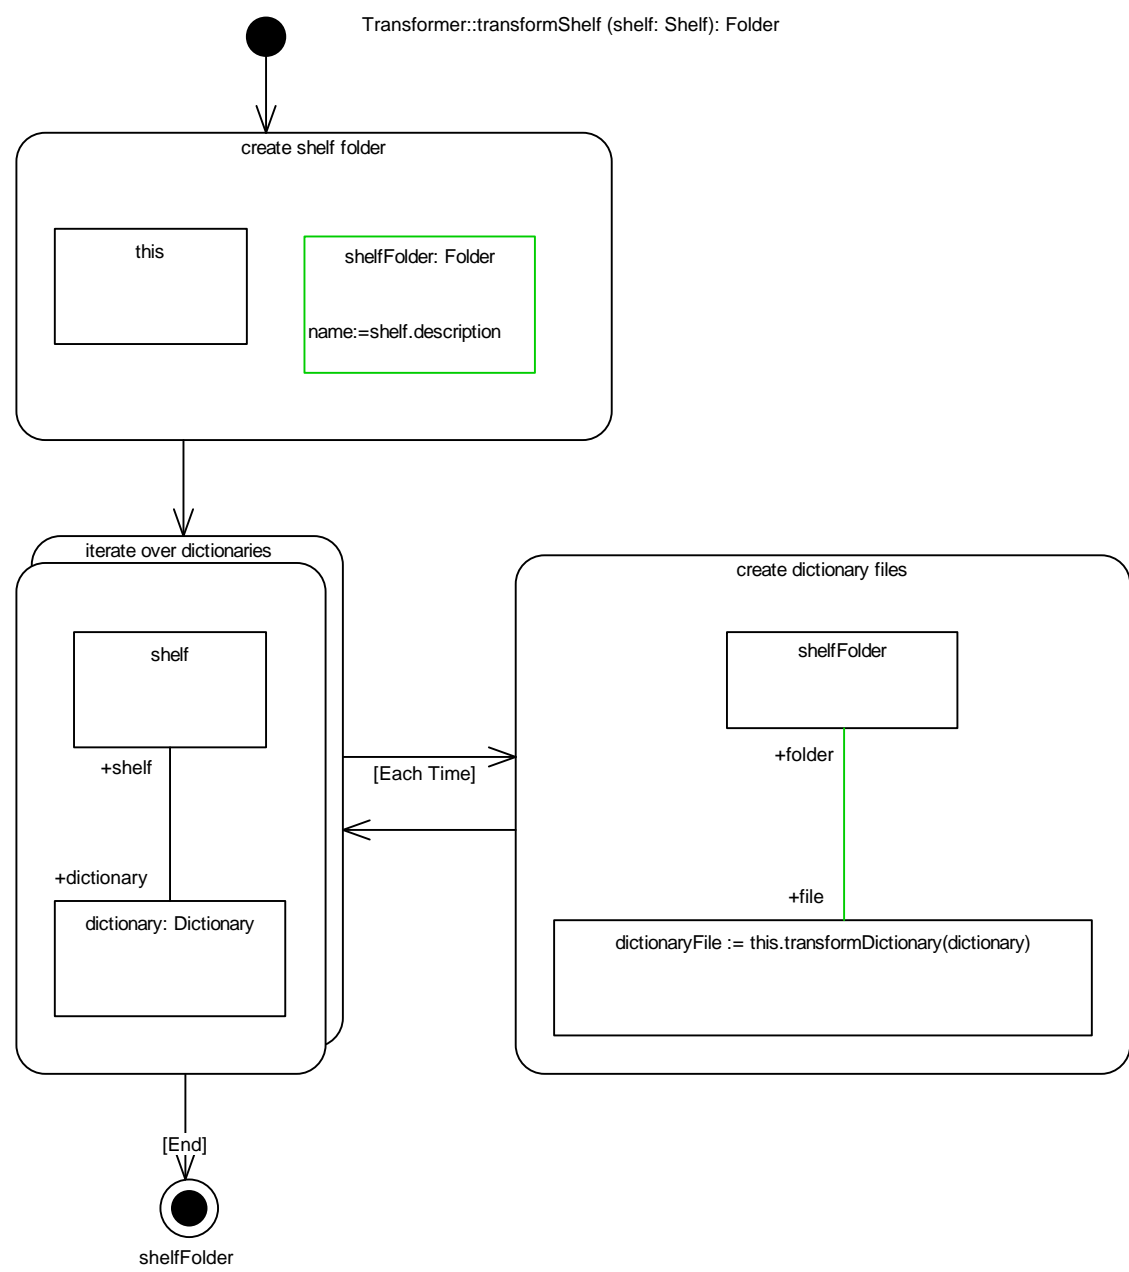 Transformer::transformShelf (shelf: Shelf): Folder
create shelf folder
this
shelfFolder: Folder
name:=shelf.description
iterate over dictionaries
shelf
+shelf
+dictionary
dictionary: Dictionary
[Each Time]
create dictionary files
shelfFolder
+folder
+file
dictionaryFile := this.transformDictionary(dictionary)
[End]
shelfFolder